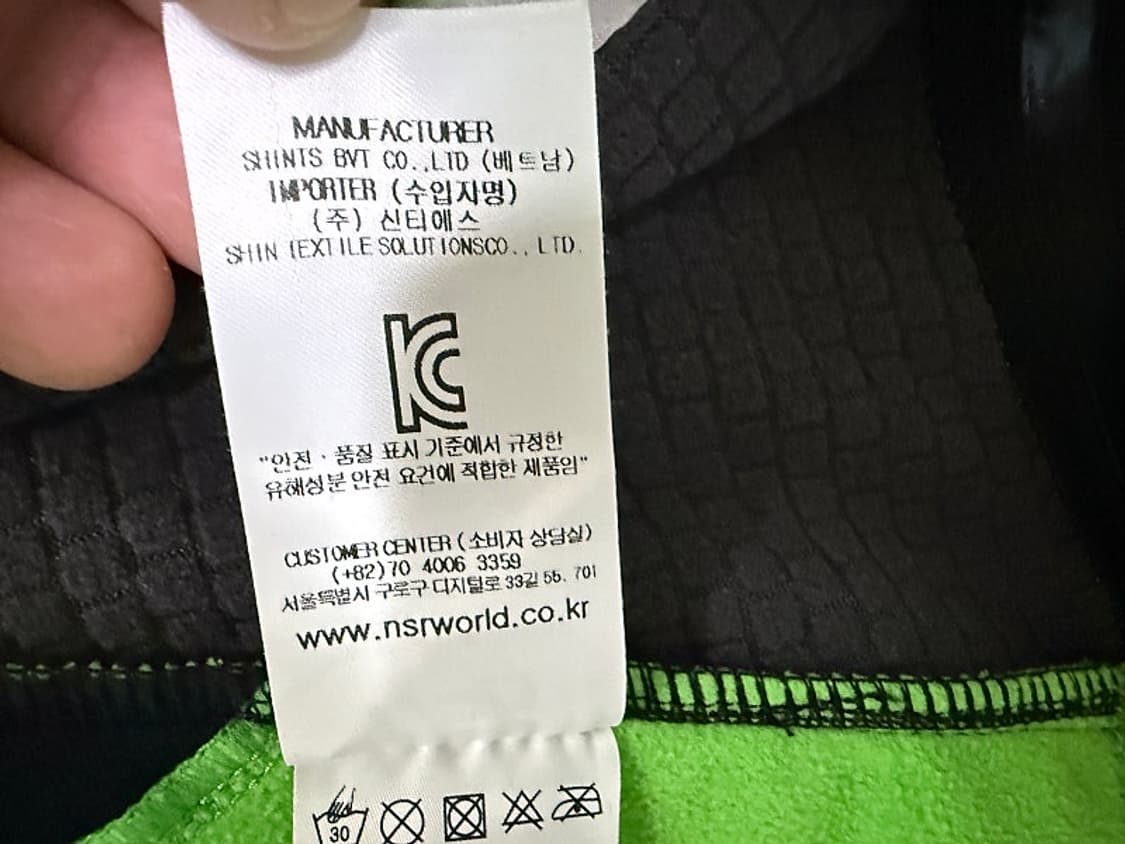 MANUFACTURER
SHINTS BVT CO.,LTD (베트남)
IMPORTER (수입자명)
(주) 신티에스
SHIN TEXTILE SOLUTIONSCO., LTD.
KC
"안전 · 품질 표시 기준에서 규정한
유해성분 안전 요건에 적합한 제품임"
CUSTOMER CENTER (소비자 상담실)
(+82)70 4006 3359
서울특별시 구로구 디지털로 33길 55. 701
www.nsrworld.co.kr
30